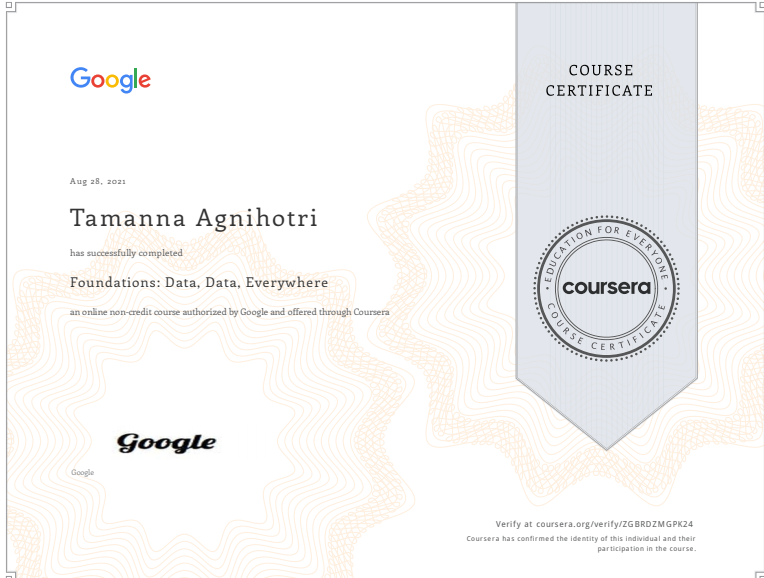 Google
COURSE
CERTIFICATE
Aug 28, 2021
Tamanna Agnihotri
has successfully completed
Foundations: Data, Data, Everywhere
an online non-credit course authorized by Google and offered through Coursera
EDUCATION FOR EVERYONE
coursera
COURSE CERTIFICATE
Google
Google
Verify at coursera.org/verify/ZGBRDZMGPK24
Coursera has confirmed the identity of this individual and their
participation in the course.